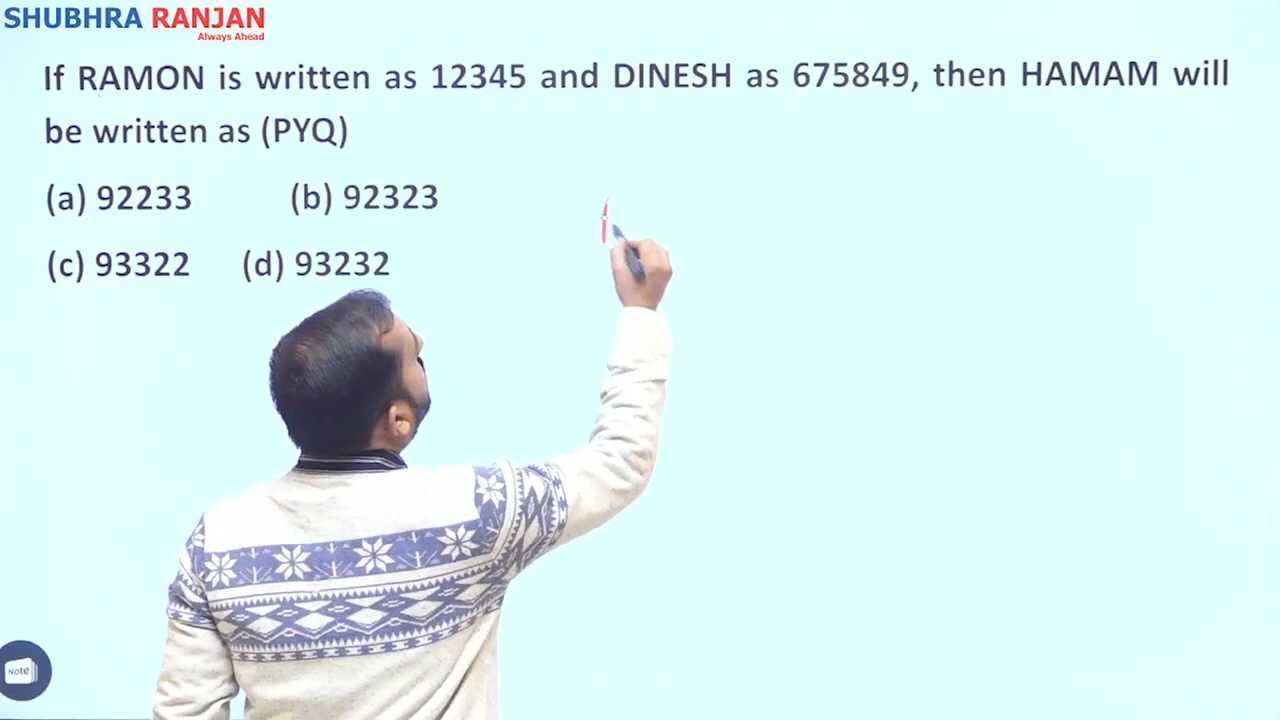 SHUBHRA RANJAN
Always Ahead
If RAMON is written as 12345 and DINESH as 675849, then HAMAM will
be written as (PYQ)
(a) 92233 (b) 92323
(c) 93322 (d) 93232
Note